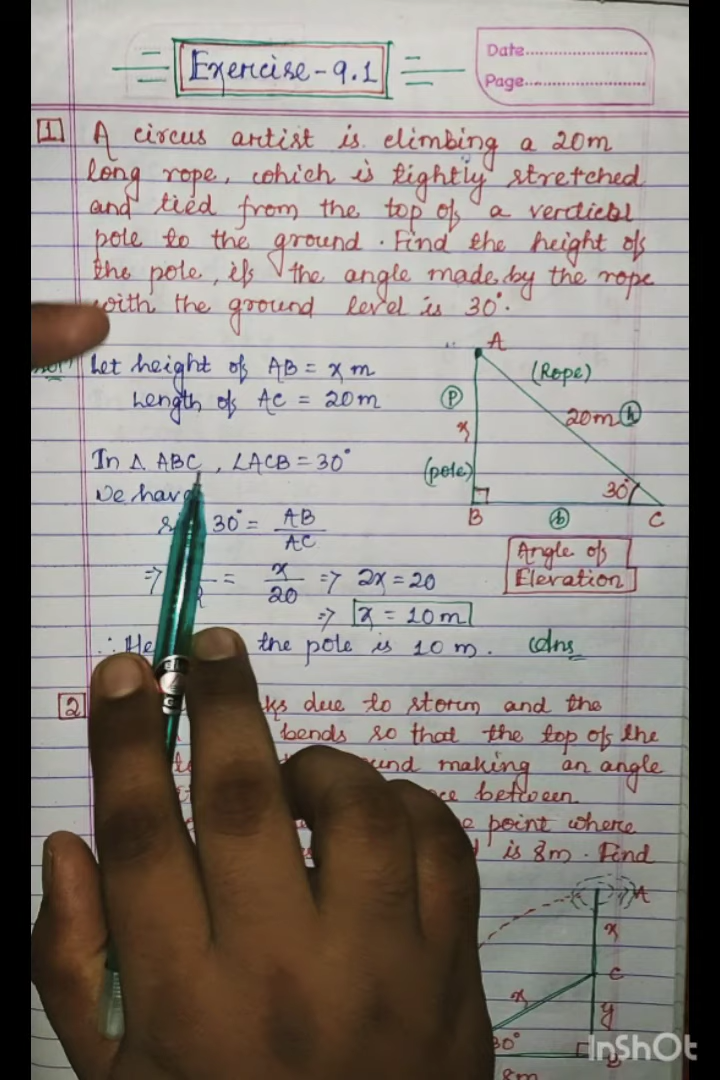 Exercise-9.1
Date
Page
1 A circus artist is climbing a 20m
long rope, which is tightly stretched
and tied from the top of a verdictal
pole to the ground. Find the height of
the pole, if the angle made by the rope
with the ground level is 30°.
Let height of AB = x m
Length of AC = 20m
In △ ABC, ∠ACB = 30°
We have
30° = AB/AC
⇒ = x/20 ⇒ 2x = 20
⇒ x = 10m
∴ the pole is 10 m. Ans
A
(Rope)
p
20m h
x
(pole)
30°
B b C
Angle of
Elevation
2 due to storm and the
bends so that the top of the
making an angle
between
point where
is 8m. Find
A
x
C
x
y
30°
B
8m
InShOt